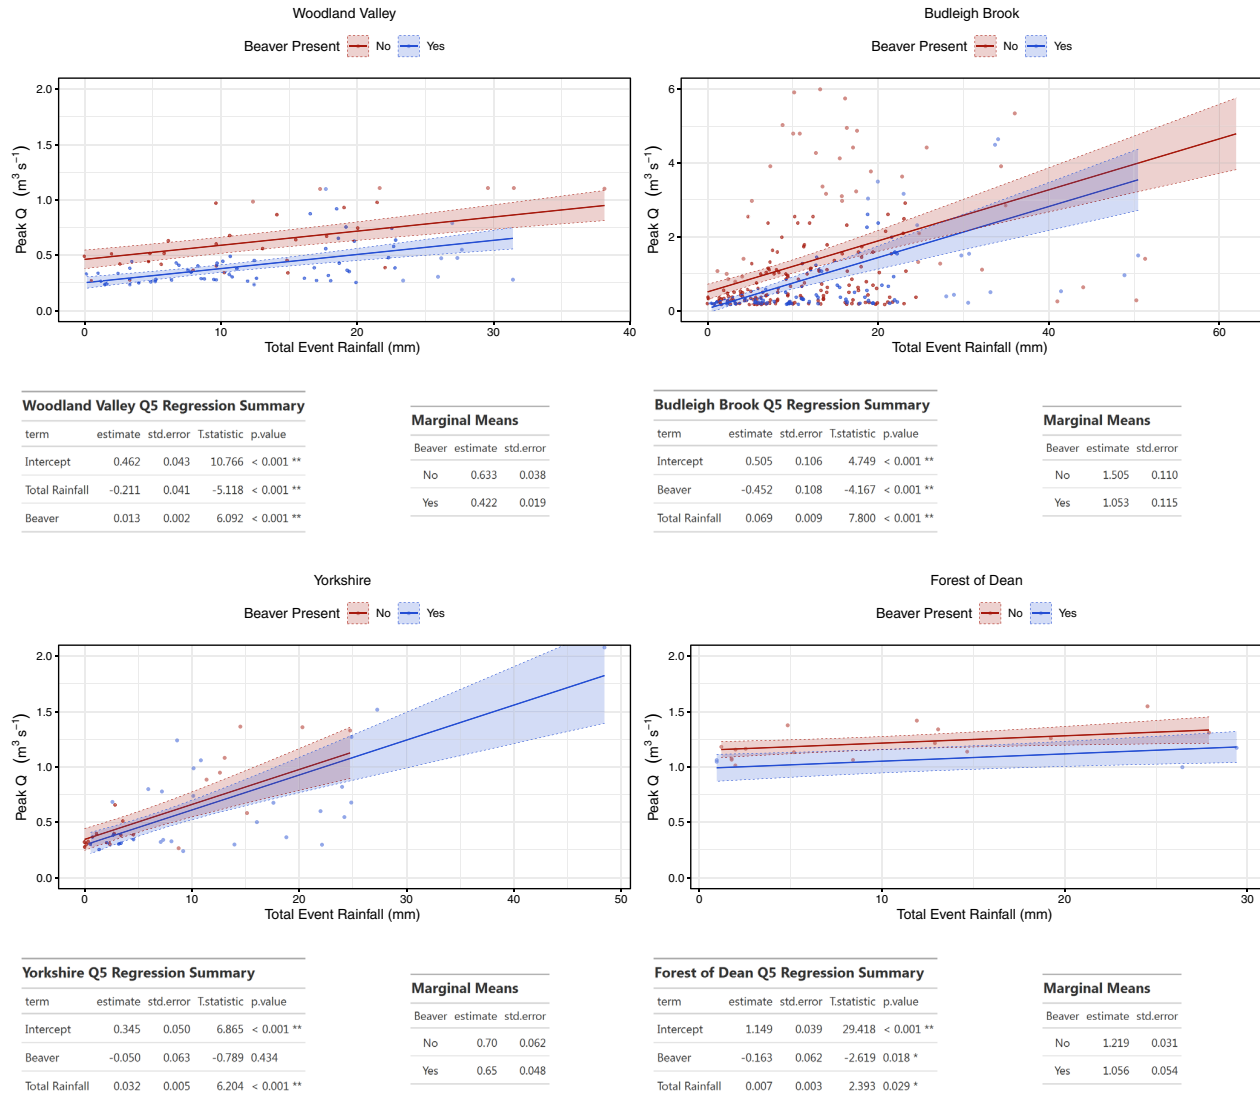 Woodland Valley
Beaver Present No Yes
2.0
1.5
1.0
0.5
0.0
Peak Q (m³ s⁻¹)
0 10 20 30 40
Total Event Rainfall (mm)
Budleigh Brook
Beaver Present No Yes
6
4
2
0
Peak Q (m³ s⁻¹)
0 20 40 60
Total Event Rainfall (mm)
Woodland Valley Q5 Regression Summary
term estimate std.error T.statistic p.value
Intercept 0.462 0.043 10.766 < 0.001 **
Total Rainfall -0.211 0.041 -5.118 < 0.001 **
Beaver 0.013 0.002 6.092 < 0.001 **
Marginal Means
Beaver estimate std.error
No 0.633 0.038
Yes 0.422 0.019
Budleigh Brook Q5 Regression Summary
term estimate std.error T.statistic p.value
Intercept 0.505 0.106 4.749 < 0.001 **
Beaver -0.452 0.108 -4.167 < 0.001 **
Total Rainfall 0.069 0.009 7.800 < 0.001 **
Marginal Means
Beaver estimate std.error
No 1.505 0.110
Yes 1.053 0.115
Yorkshire
Beaver Present No Yes
2.0
1.5
1.0
0.5
0.0
Peak Q (m³ s⁻¹)
0 10 20 30 40 50
Total Event Rainfall (mm)
Forest of Dean
Beaver Present No Yes
2.0
1.5
1.0
0.5
0.0
Peak Q (m³ s⁻¹)
0 10 20 30
Total Event Rainfall (mm)
Yorkshire Q5 Regression Summary
term estimate std.error T.statistic p.value
Intercept 0.345 0.050 6.865 < 0.001 **
Beaver -0.050 0.063 -0.789 0.434
Total Rainfall 0.032 0.005 6.204 < 0.001 **
Marginal Means
Beaver estimate std.error
No 0.70 0.062
Yes 0.65 0.048
Forest of Dean Q5 Regression Summary
term estimate std.error T.statistic p.value
Intercept 1.149 0.039 29.418 < 0.001 **
Beaver -0.163 0.062 -2.619 0.018 *
Total Rainfall 0.007 0.003 2.393 0.029 *
Marginal Means
Beaver estimate std.error
No 1.219 0.031
Yes 1.056 0.054